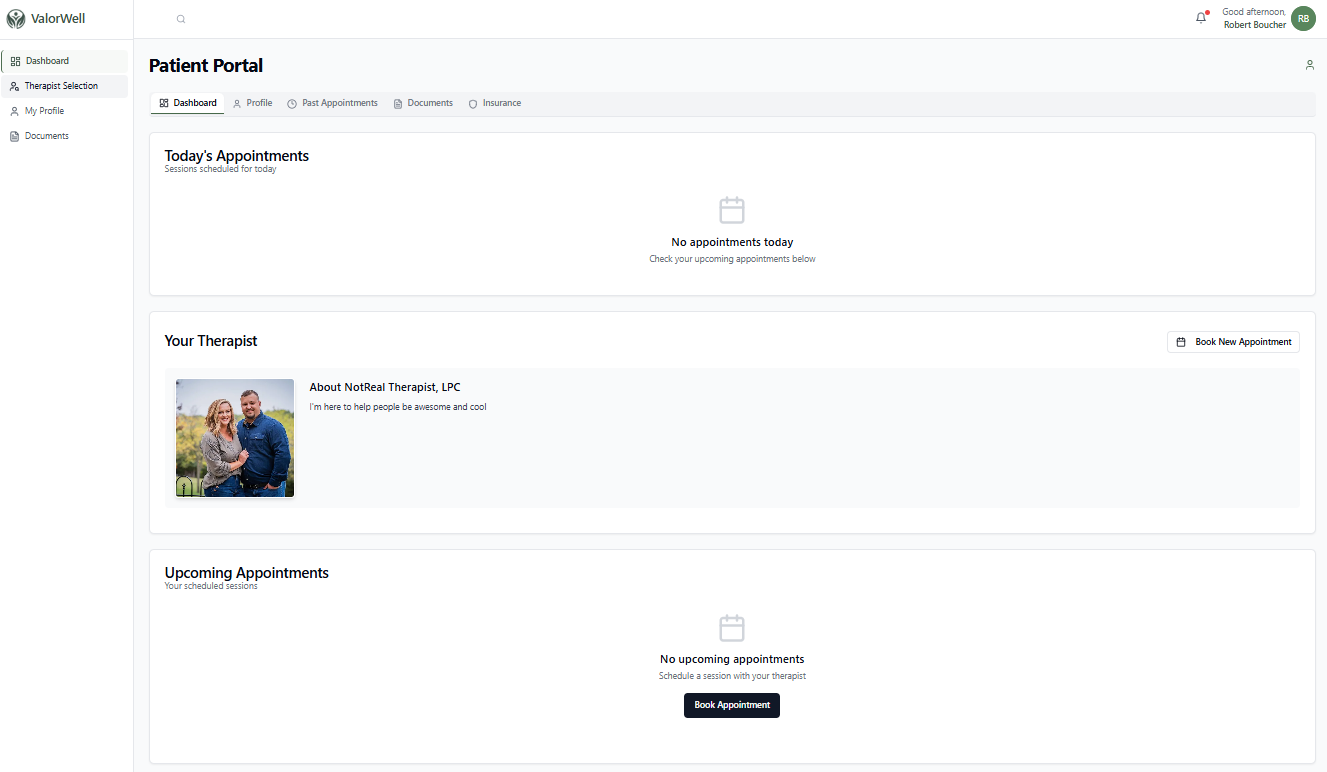 ValorWell
Good afternoon,
Robert Boucher
RB
Dashboard
Therapist Selection
My Profile
Documents
Patient Portal
Dashboard
Profile
Past Appointments
Documents
Insurance
Today's Appointments
Sessions scheduled for today
No appointments today
Check your upcoming appointments below
Your Therapist
Book New Appointment
About NotReal Therapist, LPC
I'm here to help people be awesome and cool
Upcoming Appointments
Your scheduled sessions
No upcoming appointments
Schedule a session with your therapist
Book Appointment